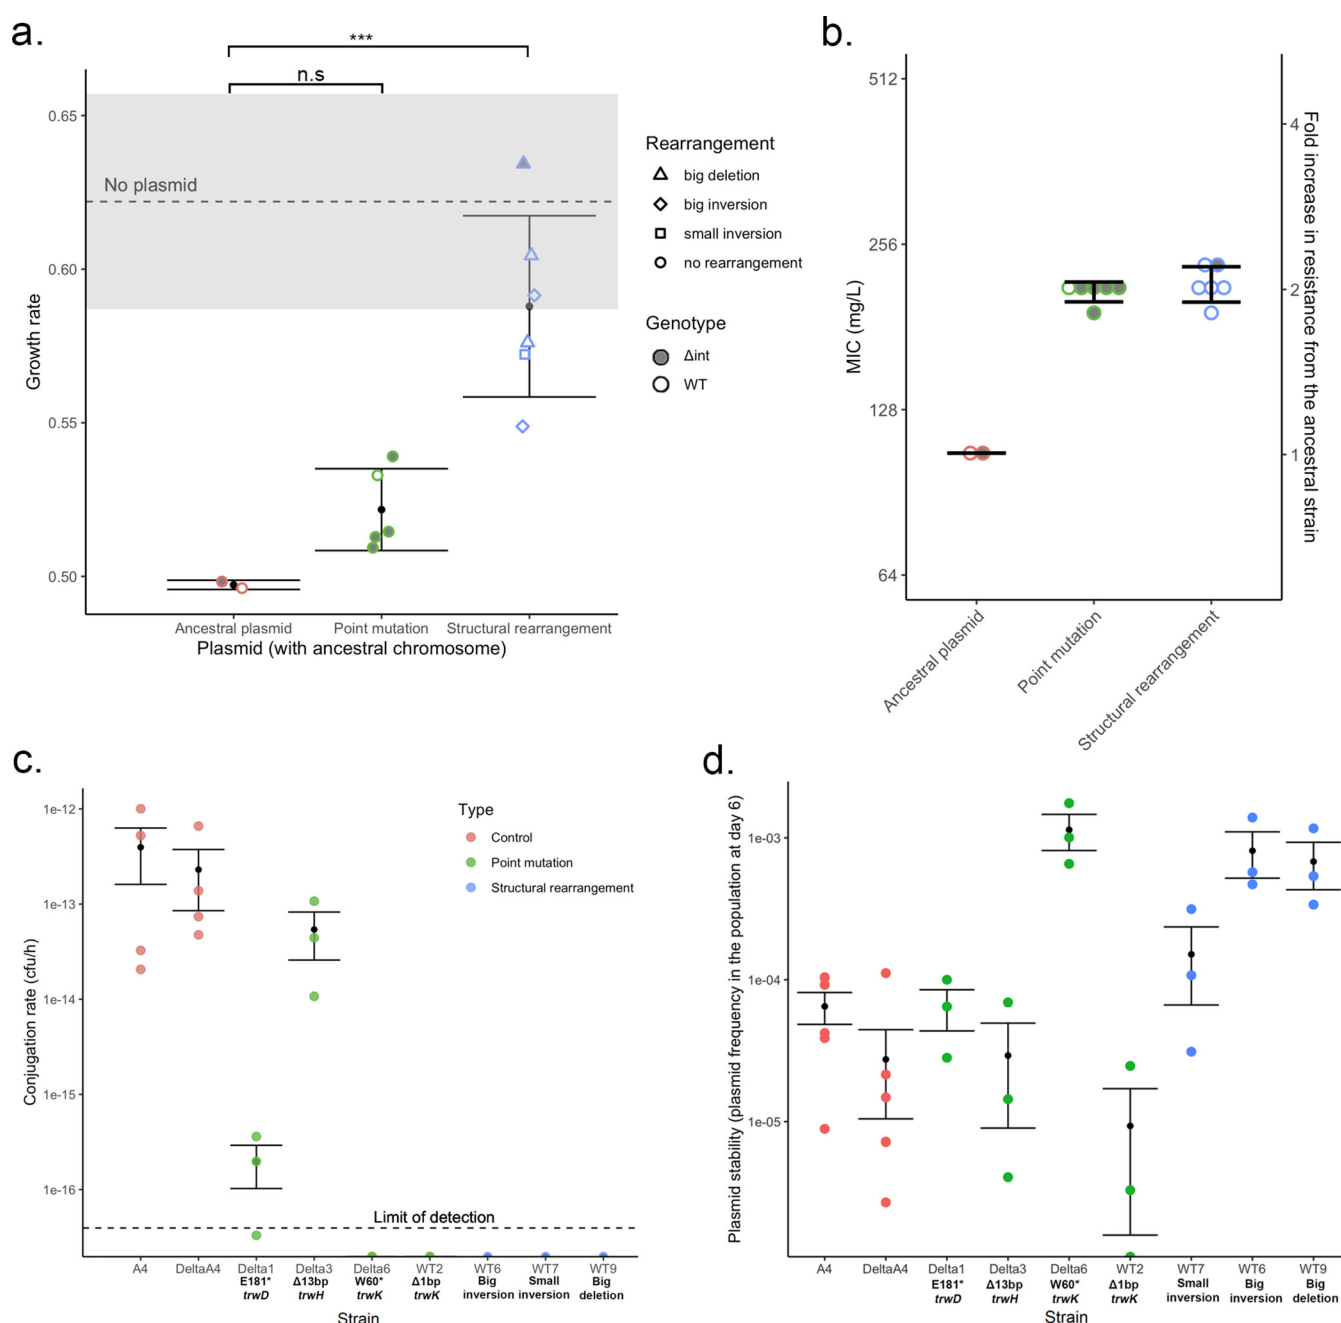 a.
***
n.s
0.65
0.60
0.55
0.50
Growth rate
No plasmid
Ancestral plasmid
Point mutation
Structural rearrangement
Plasmid (with ancestral chromosome)
Rearrangement
big deletion
big inversion
small inversion
no rearrangement
Genotype
Δint
WT
b.
512
256
128
64
MIC (mg/L)
4
2
1
Fold increase in resistance from the ancestral strain
Ancestral plasmid
Point mutation
Structural rearrangement
c.
1e-12
1e-13
1e-14
1e-15
1e-16
Conjugation rate (cfu/h)
Type
Control
Point mutation
Structural rearrangement
Limit of detection
A4
DeltaA4
Delta1
E181*
trwD
Delta3
Δ13bp
trwH
Delta6
W60*
trwK
WT2
Δ1bp
trwK
WT6
Big
inversion
WT7
Small
inversion
WT9
Big
deletion
Strain
d.
1e-03
1e-04
1e-05
Plasmid stability (plasmid frequency in the population at day 6)
A4
DeltaA4
Delta1
E181*
trwD
Delta3
Δ13bp
trwH
Delta6
W60*
trwK
WT2
Δ1bp
trwK
WT7
Small
inversion
WT6
Big
inversion
WT9
Big
deletion
Strain